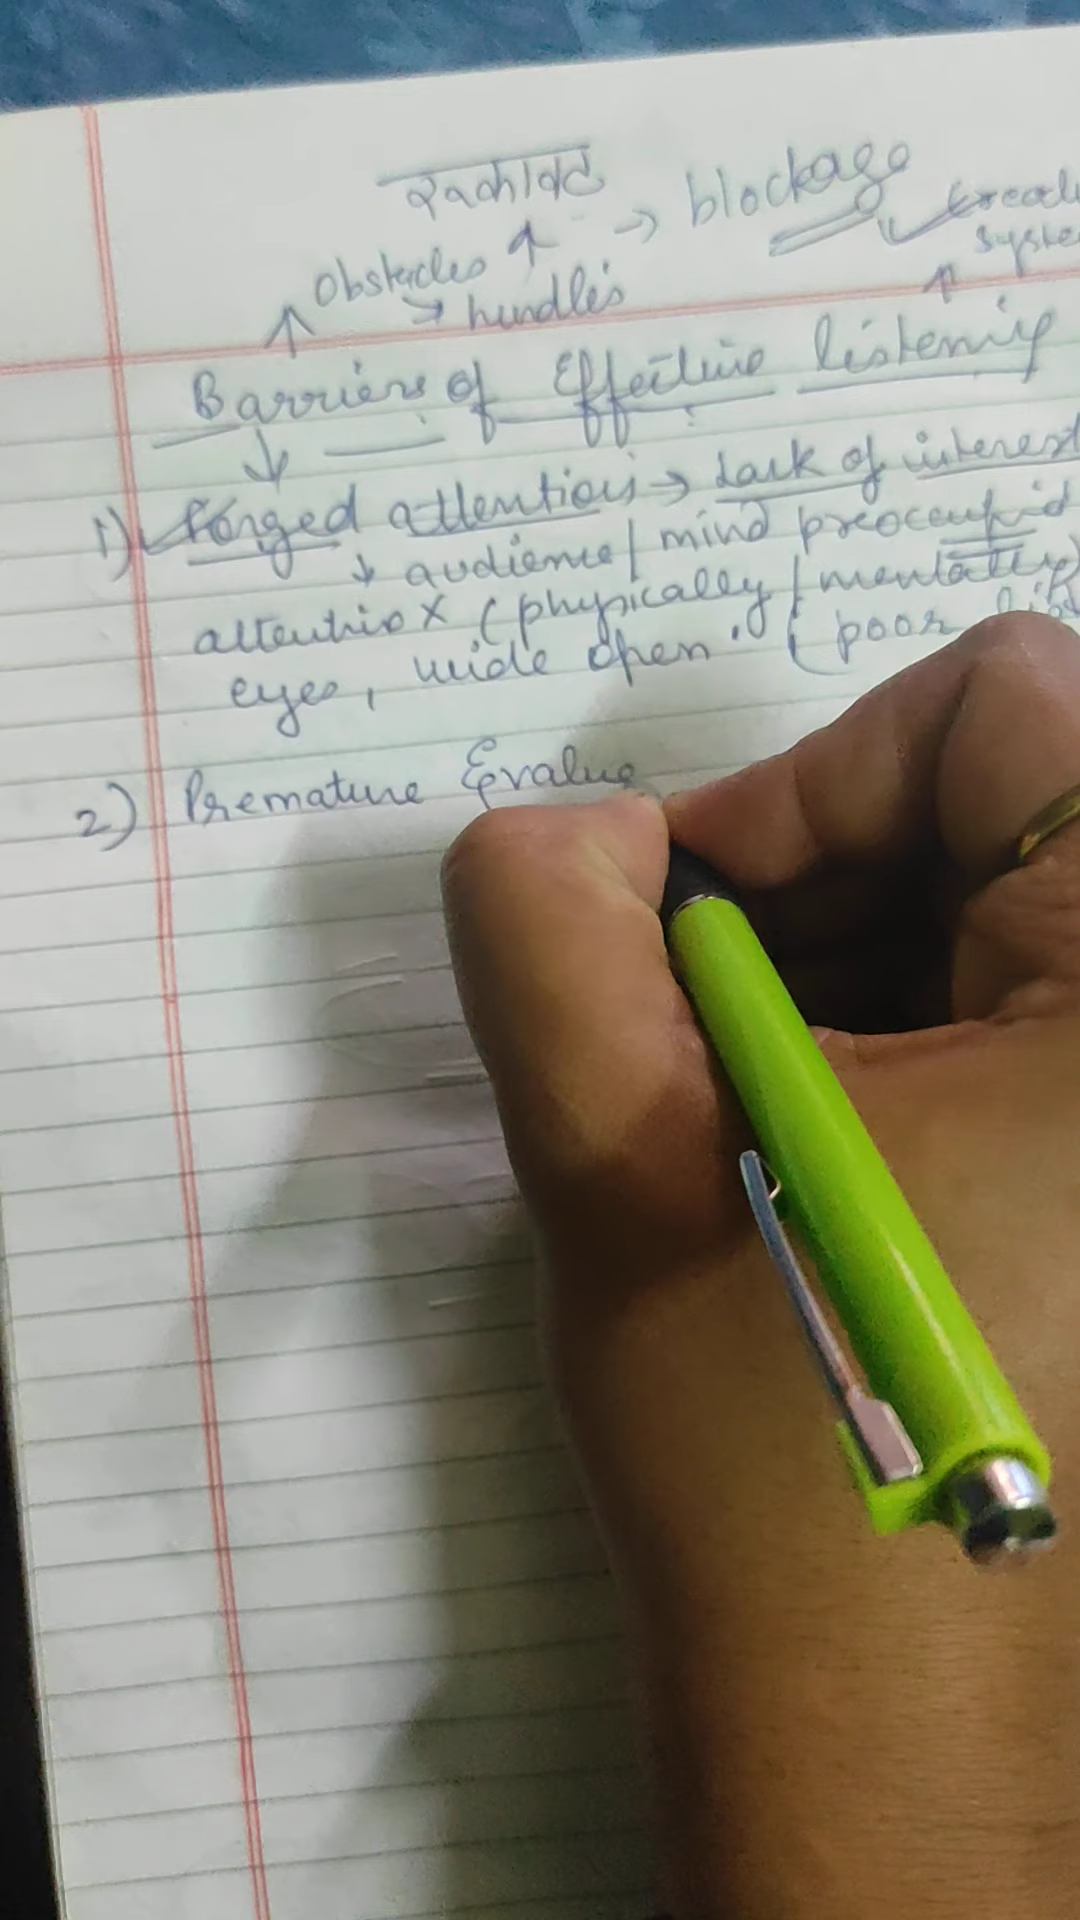 रुकावट → blockage
Obstacles
→ hurdles
Barriers of Effective listening
1) Forged attention → Lack of interest
audience / mind preoccupied
attentio X (physically / mentally)
eyes, wide open. ( poor
2) Premature Evalue